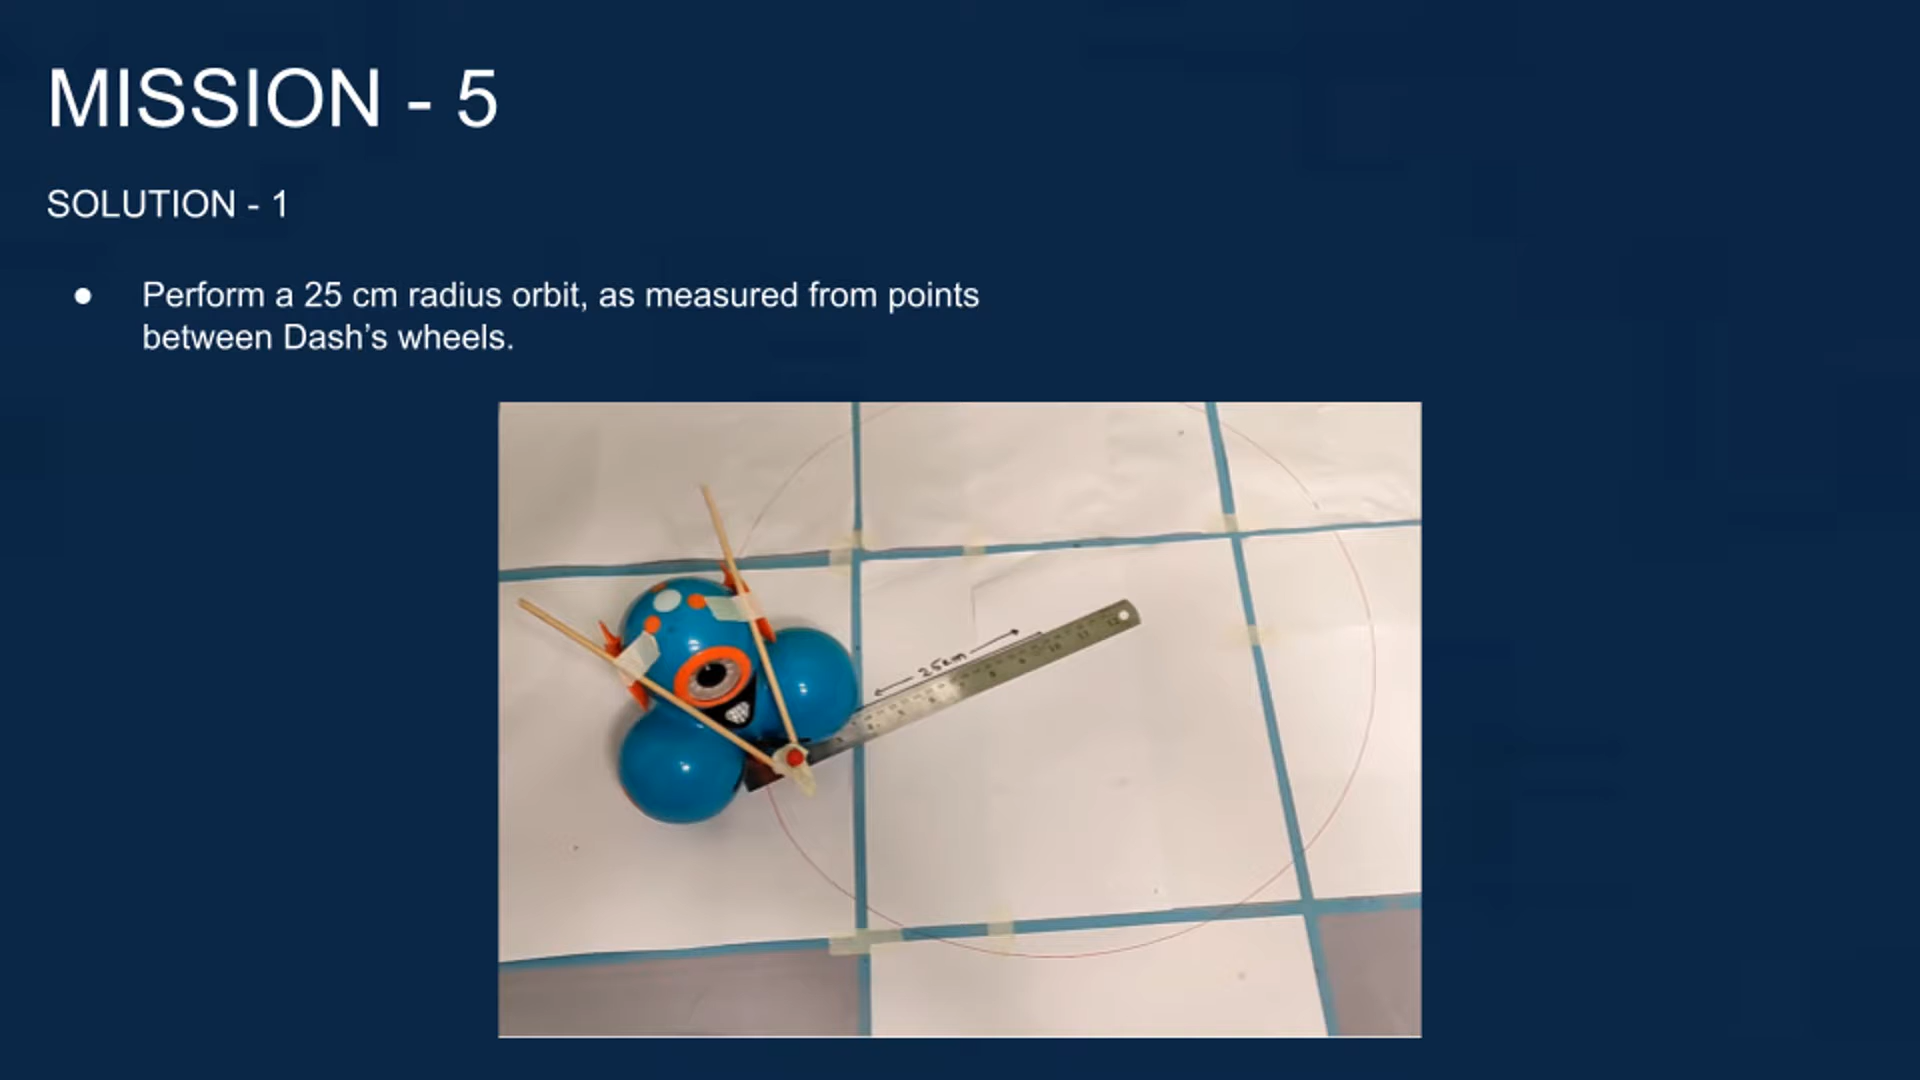 MISSION - 5
SOLUTION - 1
● Perform a 25 cm radius orbit, as measured from points
between Dash's wheels.
25cm